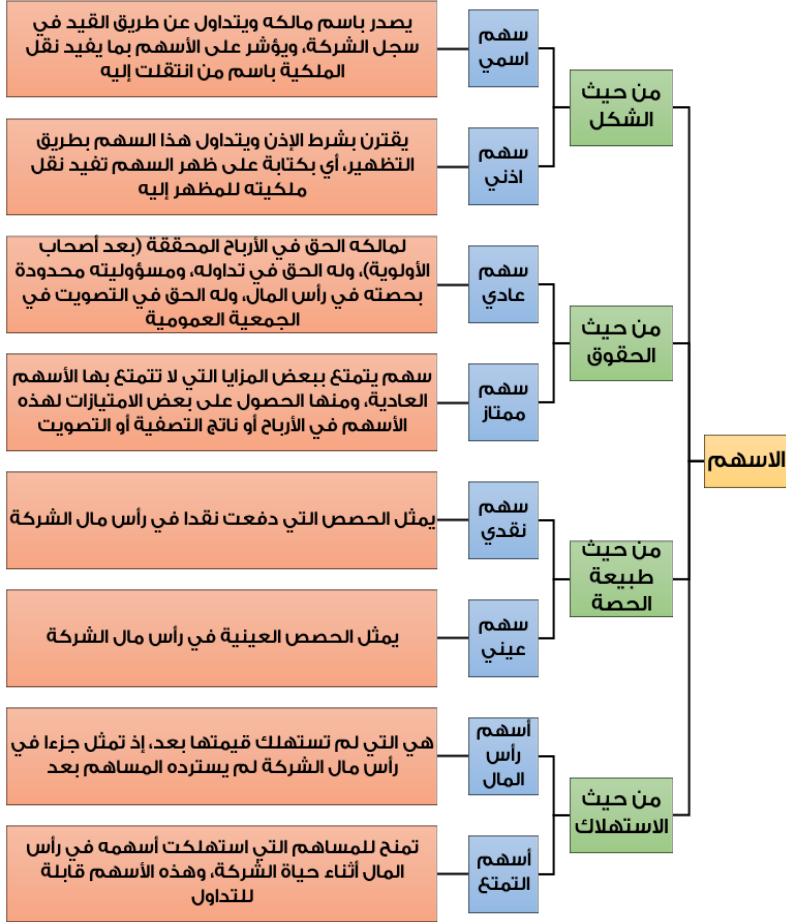 الاسهم
من حيث
الشكل
سهم
اسمي
يصدر باسم مالكه ويتداول عن طريق القيد في
سجل الشركة، ويؤشر على الأسهم بما يفيد نقل
الملكية باسم من انتقلت إليه
سهم
اذني
يقترن بشرط الإذن ويتداول هذا السهم بطريق
التظهير، أي بكتابة على ظهر السهم تفيد نقل
ملكيته للمظهر إليه
من حيث
الحقوق
سهم
عادي
لمالكه الحق في الأرباح المحققة (بعد أصحاب
الأولوية)، وله الحق في تداوله، ومسؤوليته محدودة
بحصته في رأس المال، وله الحق في التصويت في
الجمعية العمومية
سهم
ممتاز
سهم يتمتع ببعض المزايا التي لا تتمتع بها الأسهم
العادية، ومنها الحصول على بعض الامتيازات لهذه
الأسهم في الأرباح أو ناتج التصفية أو التصويت
من حيث
طبيعة
الحصة
سهم
نقدي
يمثل الحصص التي دفعت نقدا في رأس مال الشركة
سهم
عيني
يمثل الحصص العينية في رأس مال الشركة
من حيث
الاستهلاك
أسهم
رأس
المال
هي التي لم تستهلك قيمتها بعد، إذ تمثل جزءا في
رأس مال الشركة لم يسترده المساهم بعد
أسهم
التمتع
تمنح للمساهم التي استهلكت أسهمه في رأس
المال أثناء حياة الشركة، وهذه الأسهم قابلة
للتداول